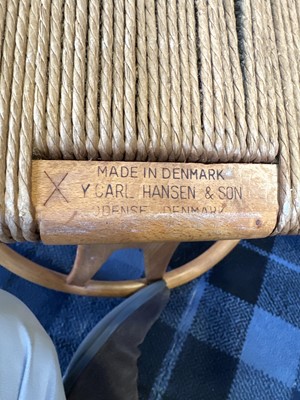 MADE IN DENMARK
Y CARL HANSEN & SON
ODENSE DENMARK